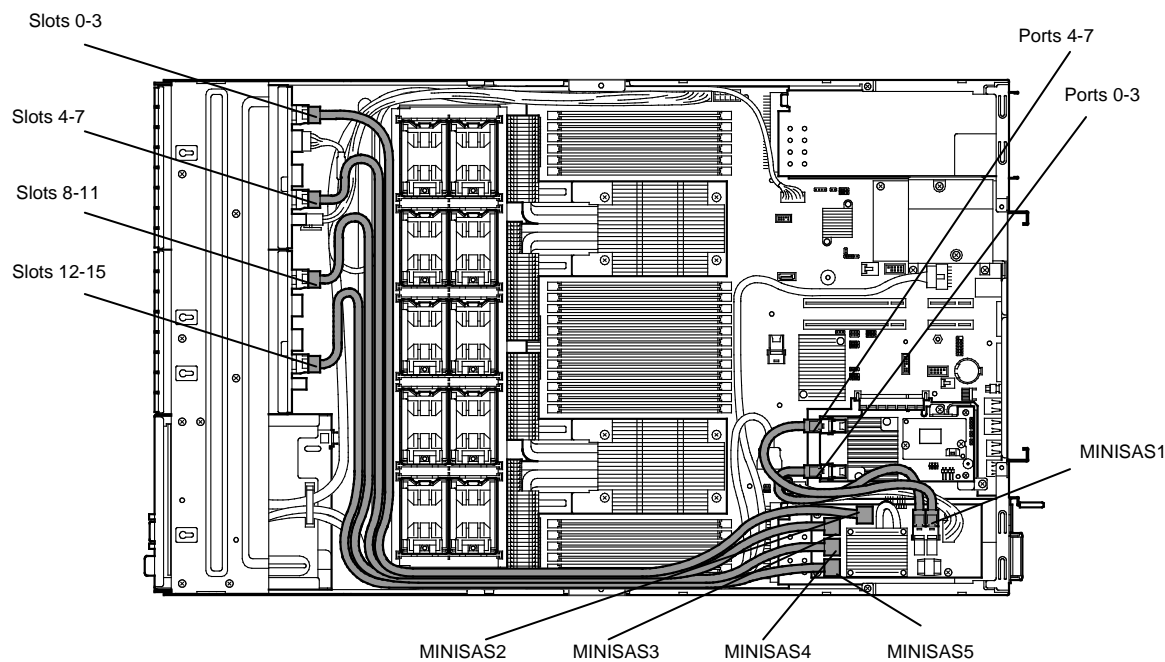 Slots 0-3
Ports 4-7
Ports 0-3
Slots 4-7
Slots 8-11
Slots 12-15
MINISAS1
MINISAS2
MINISAS3
MINISAS4
MINISAS5